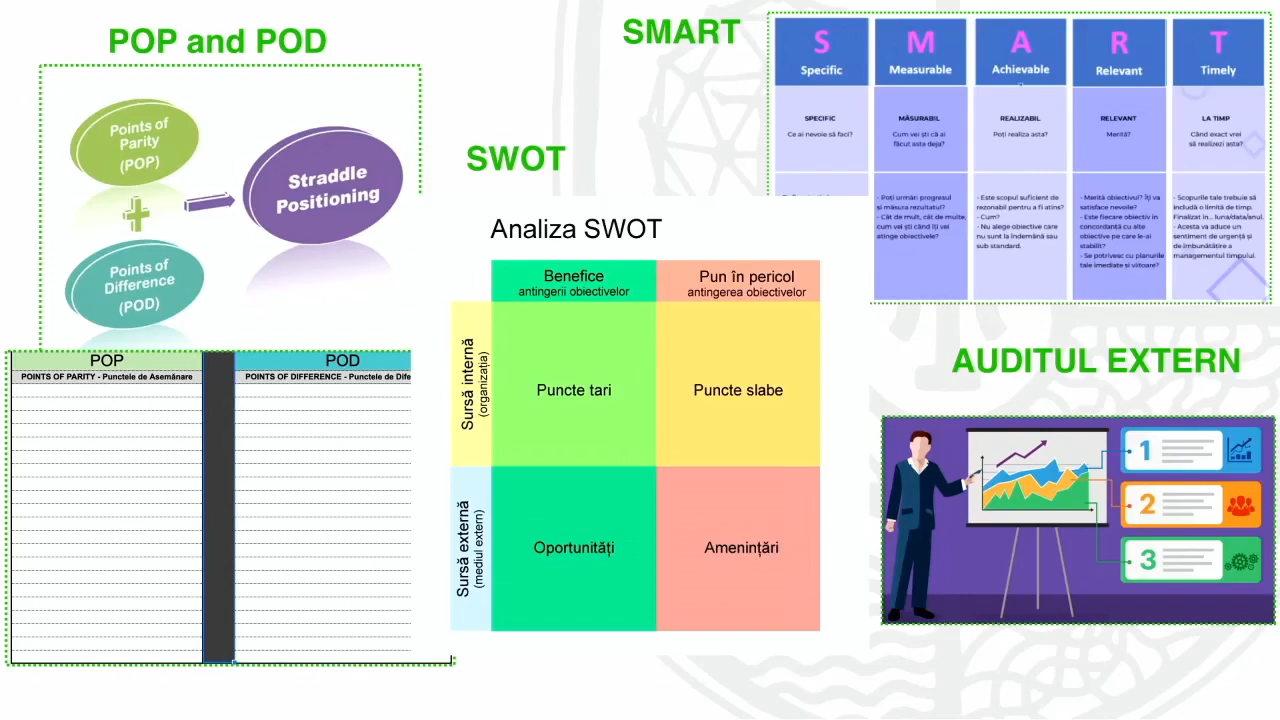 POP and POD
Points of
Parity
(POP)
Straddle
Positioning
Points of
Difference
(POD)
POP
POD
POINTS OF PARITY - Punctele de Asemănare
POINTS OF DIFFERENCE - Punctele de Dife
SWOT
Analiza SWOT
Benefice
antingerii obiectivelor
Pun în pericol
antingerea obiectivelor
Sursă internă
(organizația)
Puncte tari
Puncte slabe
Sursă externă
(mediul extern)
Oportunități
Amenințări
SMART
S
Specific
M
Measurable
A
Achievable
R
Relevant
T
Timely
SPECIFIC
Ce ai nevoie să faci?
MĂSURABIL
Cum vei ști că ai
făcut asta deja?
REALIZABIL
Poți realiza asta?
RELEVANT
Merită?
LA TIMP
Când exact vrei
să realizezi asta?
- Poți urmări progresul
și măsura rezultatul?
- Cât de mult, cât de multe,
cum vei ști când îți vei
atinge obiectivele?
- Este scopul suficient de
rezonabil pentru a fi atins?
- Cum?
- Nu alege obiective care
nu sunt la îndemână sau
sub standard.
- Merită obiectivul? Îți va
satisface nevoile?
- Este fiecare obiectiv in
concordanță cu alte
obiective pe care le-ai
stabilit?
- Se potrivesc cu planurile
tale imediate și viitoare?
- Scopurile tale trebuie să
includă o limită de timp.
Finalizat în... luna/data/anul.
- Acesta va aduce un
sentiment de urgență și
de îmbunătățire a
managementul timpului.
AUDITUL EXTERN
1
2
3